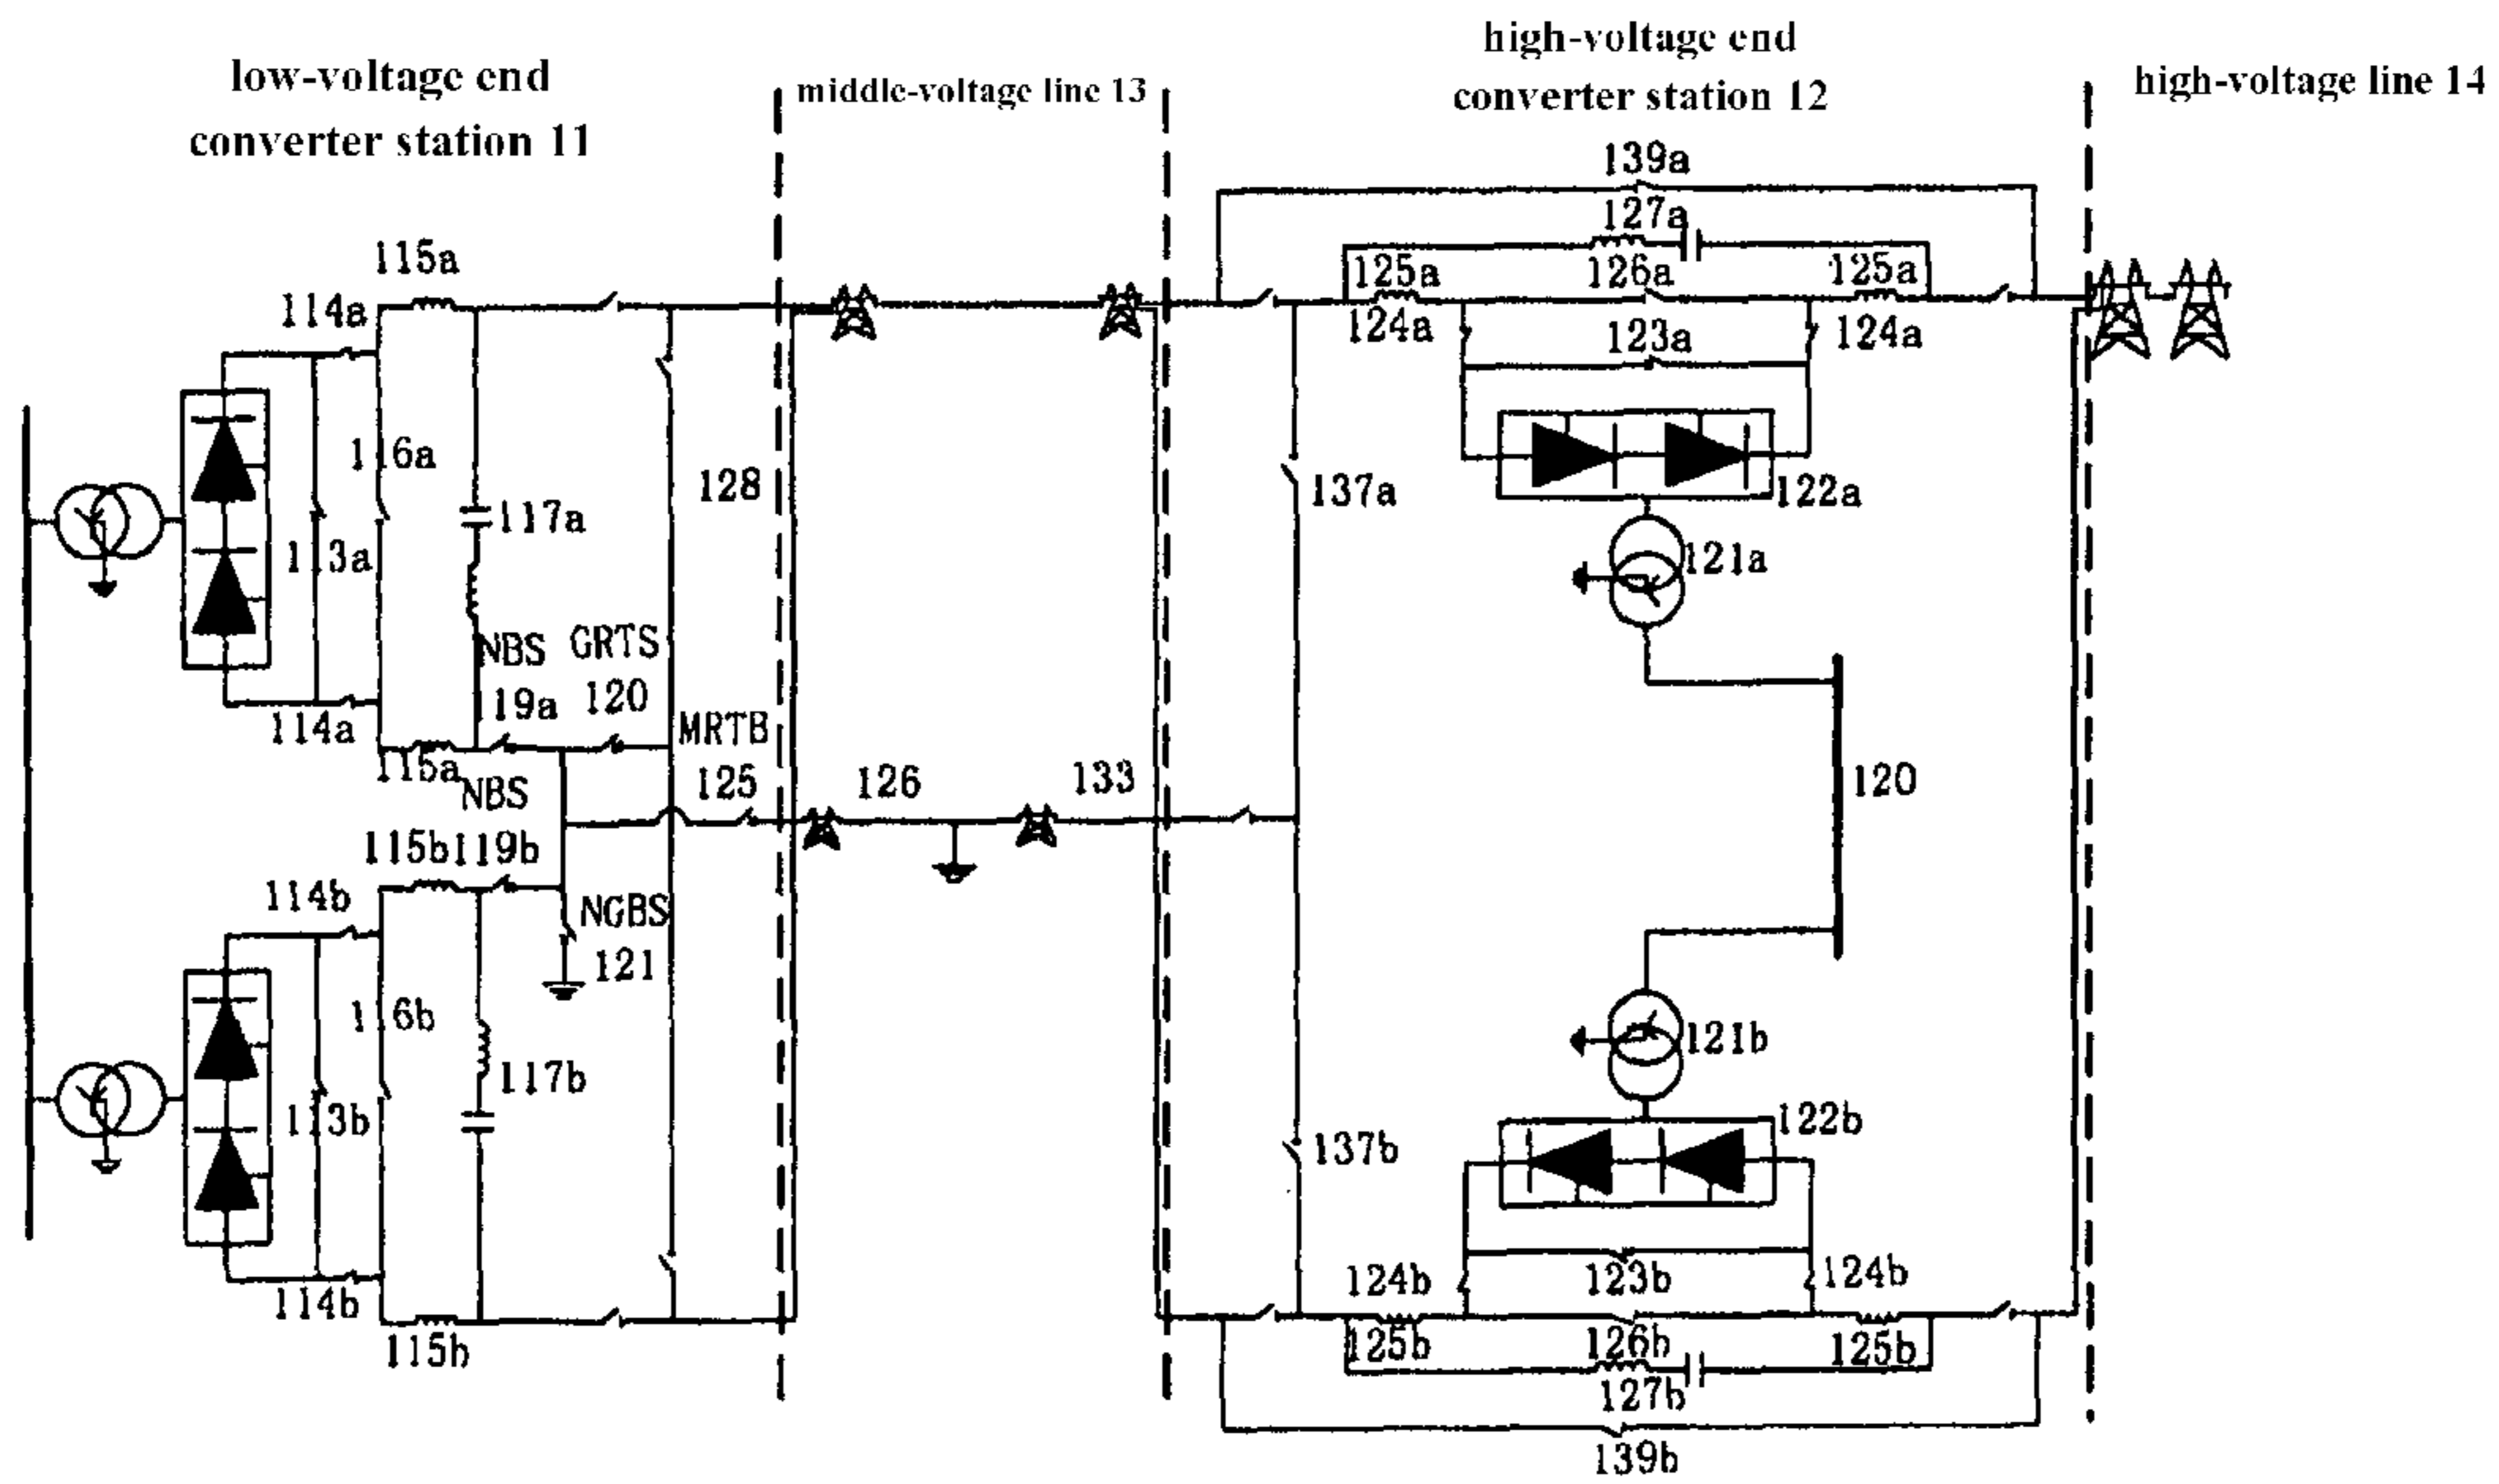 low-voltage end
converter station 11
middle-voltage line 13
high-voltage end
converter station 12
high-voltage line 14
139a
127a
115a
125a
126a
125a
114a
124a
123a
124a
116a
128
137a
122a
117a
113a
121a
NBS
GRTS
119a
120
114a
MRTB
115a
NBS
125
126
133
120
115b
119b
114b
NGBS
121
116b
121b
117b
113b
122b
137b
124b
123b
124b
114b
115b
125b
126b
125b
127b
139b